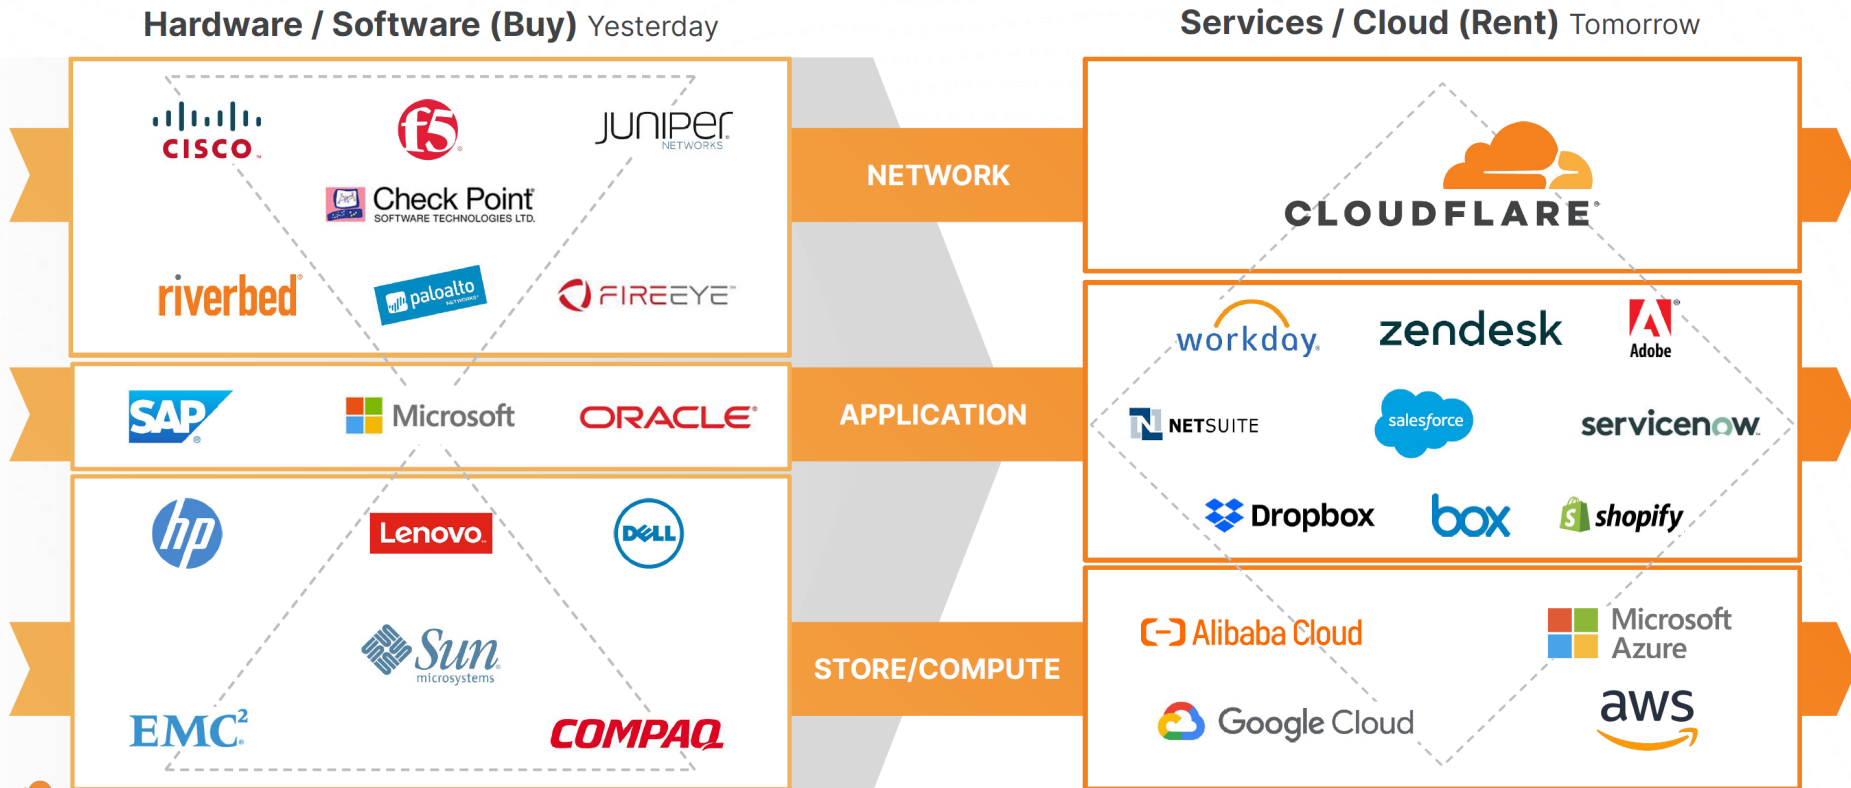 Hardware / Software (Buy) Yesterday
Services / Cloud (Rent) Tomorrow
CISCO
f5
JUNIPER
NETWORKS
Check Point
SOFTWARE TECHNOLOGIES LTD.
riverbed
paloalto
NETWORKS
FIREEYE
NETWORK
CLOUDFLARE
SAP
Microsoft
ORACLE
APPLICATION
workday
zendesk
Adobe
NETSUITE
salesforce
servicenow
Dropbox
box
shopify
hp
Lenovo
DELL
Sun
microsystems
EMC²
COMPAQ
STORE/COMPUTE
Alibaba Cloud
Microsoft
Azure
Google Cloud
aws